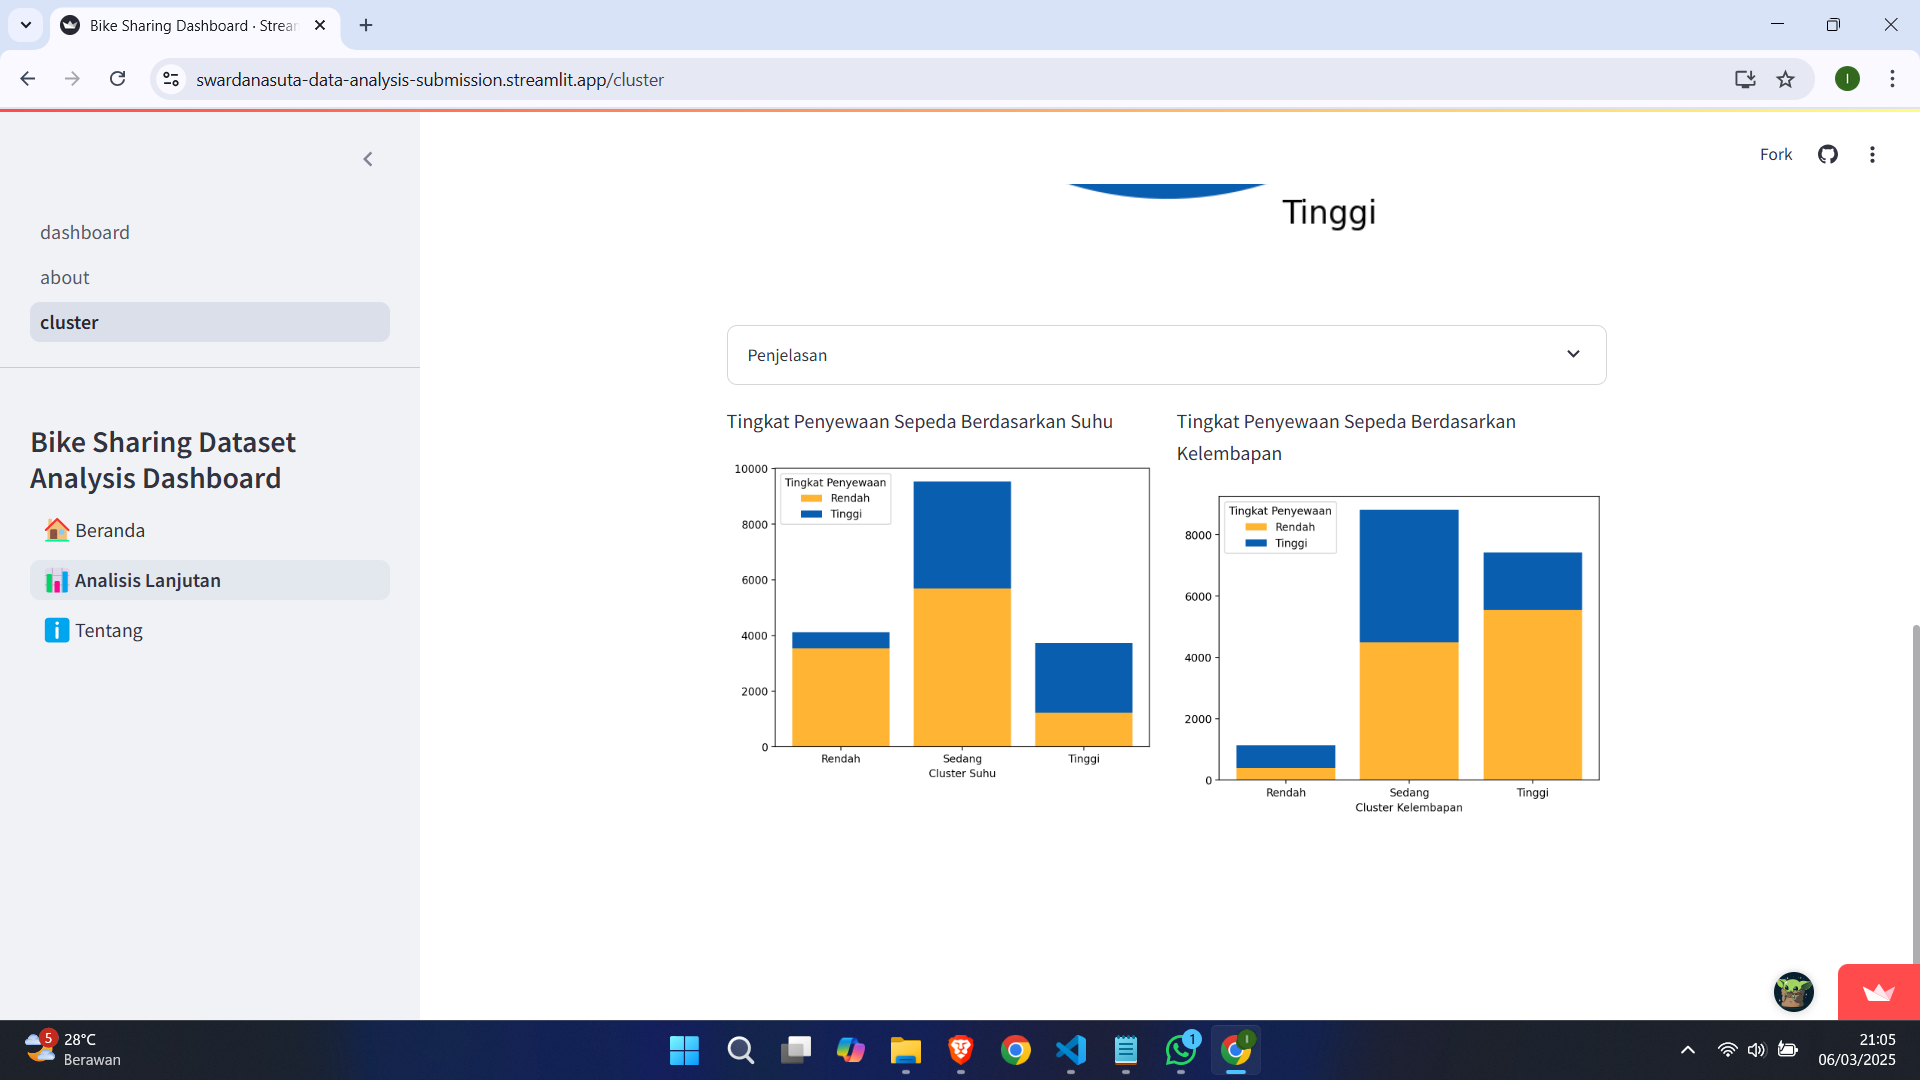 Bike Sharing Dashboard · Strea
swardanasuta-data-analysis-submission.streamlit.app/cluster
I
Fork
dashboard
about
cluster
Bike Sharing Dataset
Analysis Dashboard
Beranda
Analisis Lanjutan
Tentang
Tinggi
Penjelasan
Tingkat Penyewaan Sepeda Berdasarkan Suhu
10000
8000
6000
4000
2000
0
Tingkat Penyewaan
Rendah
Tinggi
Rendah
Sedang
Tinggi
Cluster Suhu
Tingkat Penyewaan Sepeda Berdasarkan
Kelembapan
8000
6000
4000
2000
0
Tingkat Penyewaan
Rendah
Tinggi
Rendah
Sedang
Tinggi
Cluster Kelembapan
5
28°C
Berawan
1
I
21:05
06/03/2025